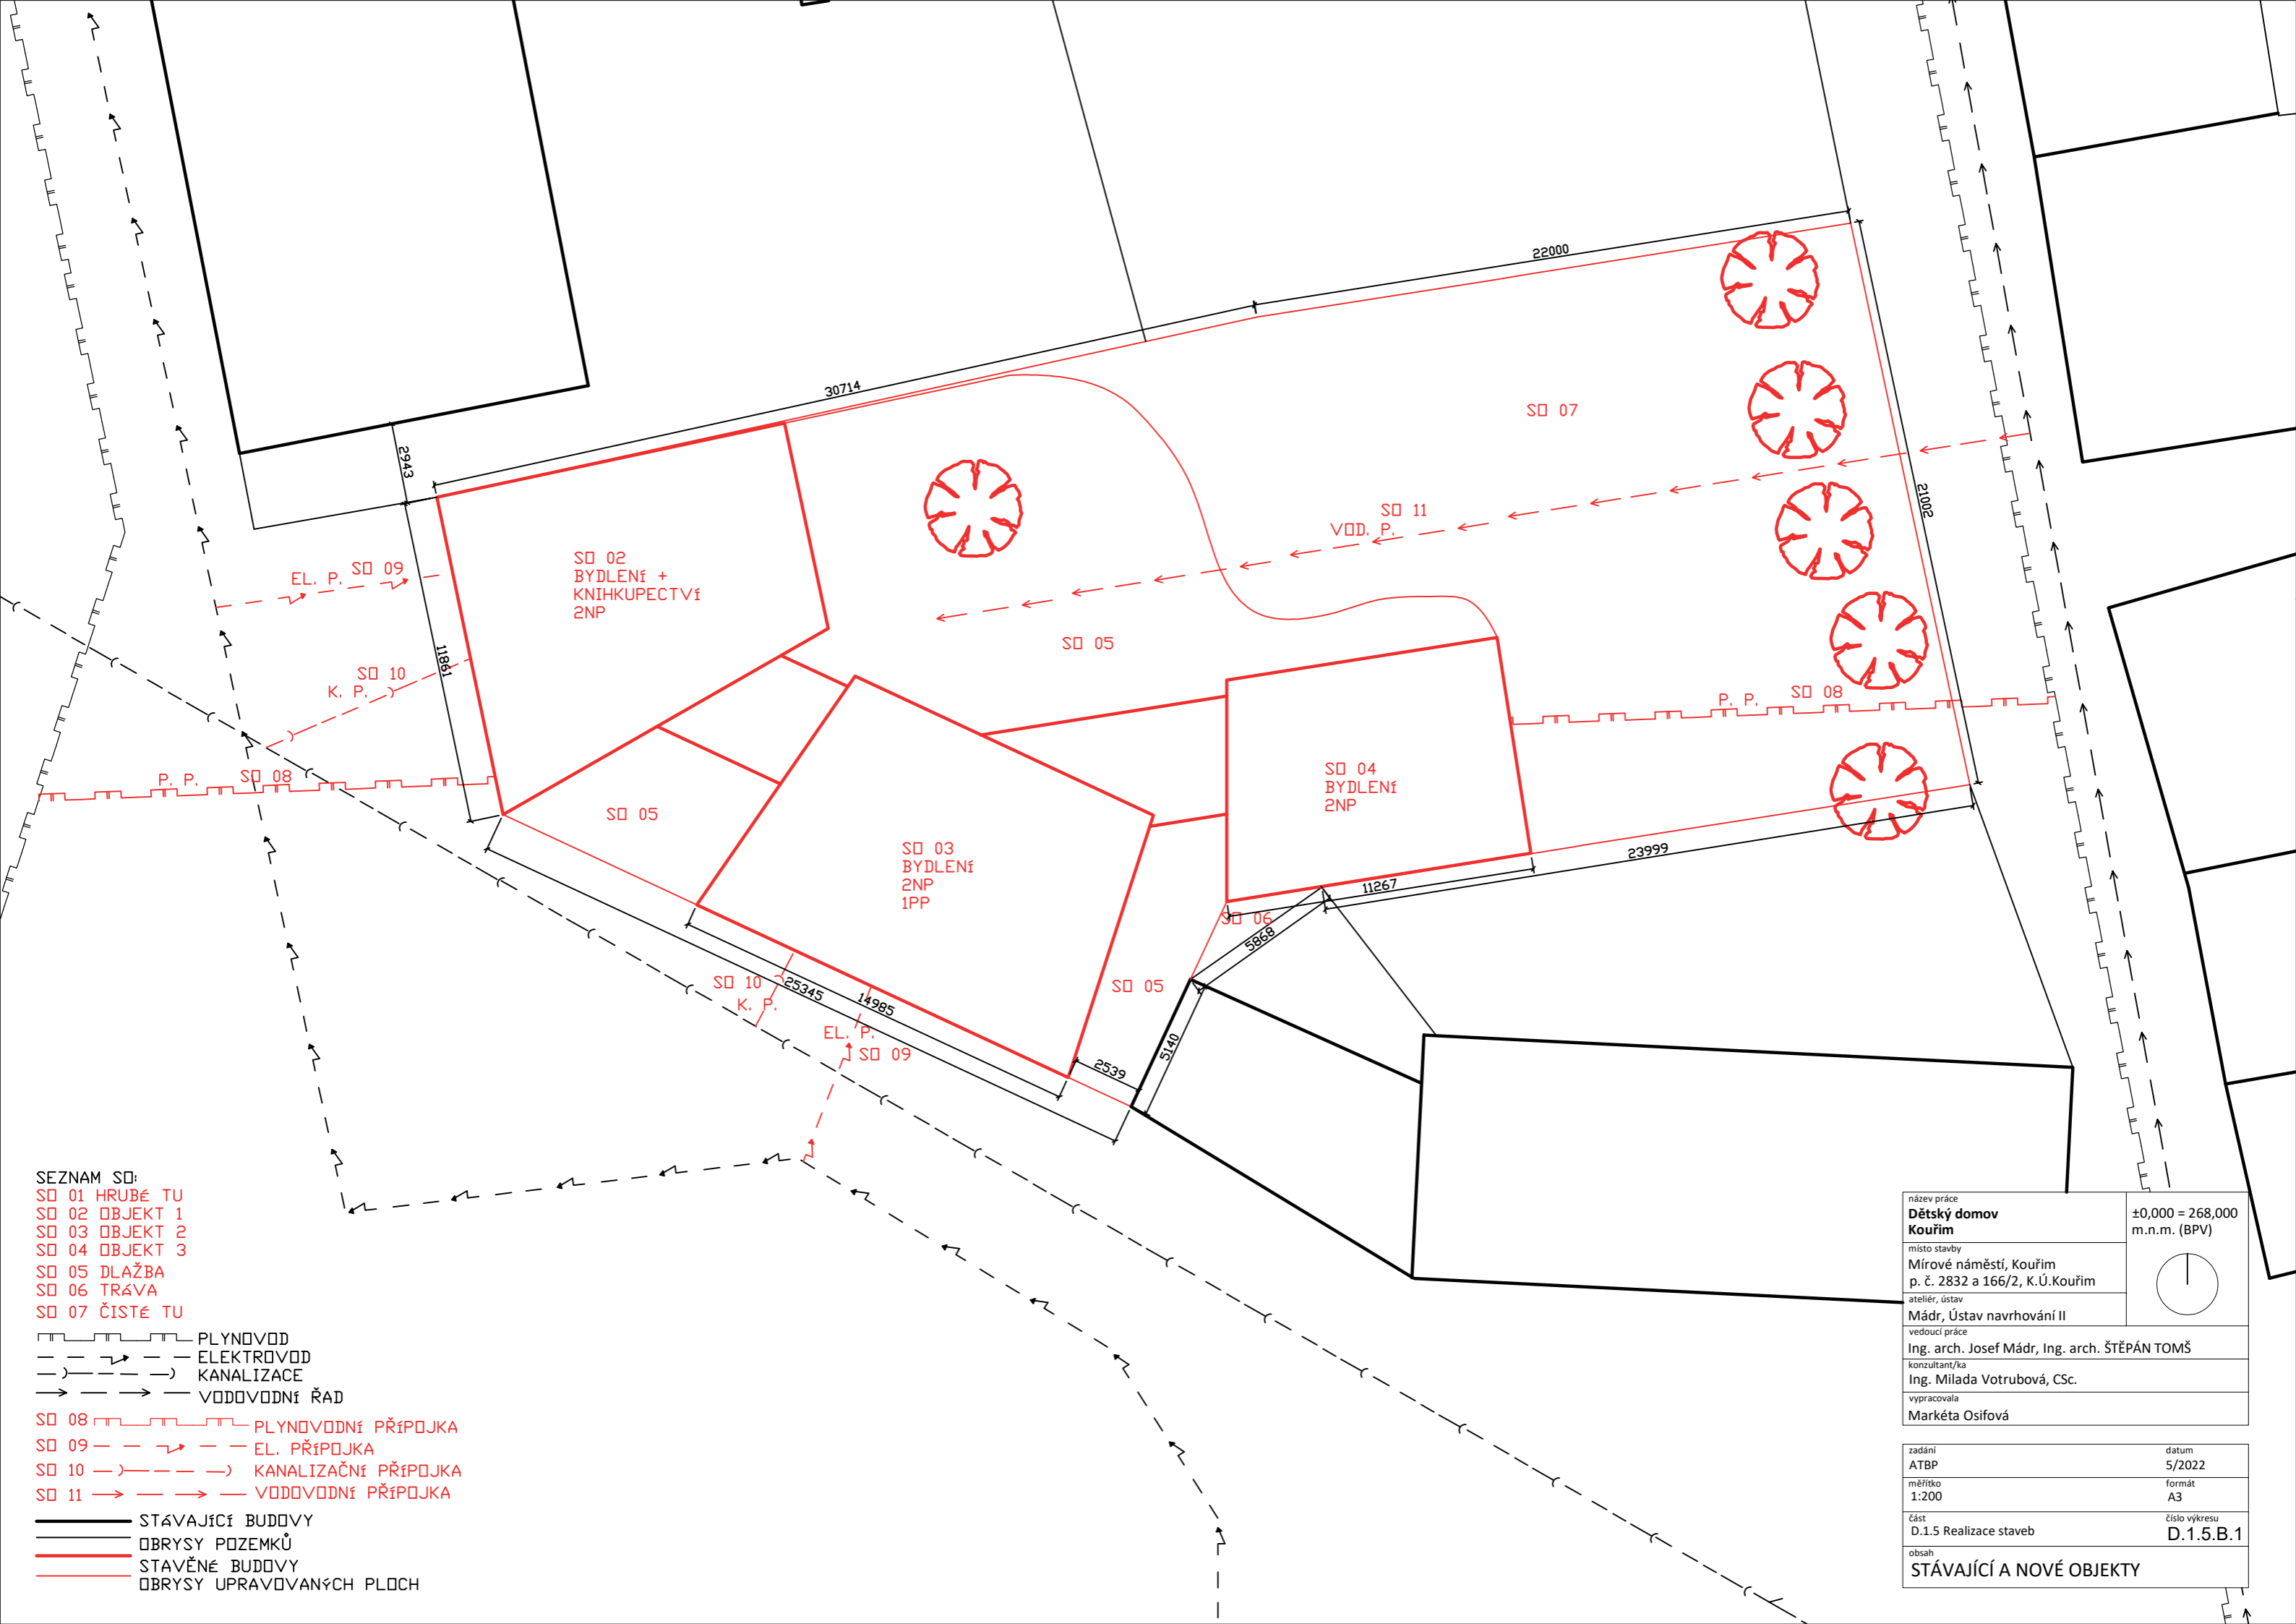 22000
30714
2943
SO 07
21002
SO 11
VOD. P.
SO 09
EL. P.
SO 02
BYDLENÍ +
KNIHKUPECTVÍ
2NP
SO 05
SO 10
K. P.
11861
P. P.
SO 08
P. P.
SO 08
SO 05
SO 04
BYDLENÍ
2NP
SO 03
BYDLENÍ
2NP
1PP
23999
11267
SO 06
5868
SO 05
SO 10
K. P.
25345
14985
EL. P.
SO 09
5140
2539
SEZNAM SO:
SO 01 HRUBÉ TU
SO 02 OBJEKT 1
SO 03 OBJEKT 2
SO 04 OBJEKT 3
SO 05 DLAŽBA
SO 06 TRÁVA
SO 07 ČISTÉ TU
PLYNOVOD
ELEKTROVOD
KANALIZACE
VODOVODNÍ ŘAD
SO 08 PLYNOVODNÍ PŘÍPOJKA
SO 09 EL. PŘÍPOJKA
SO 10 KANALIZAČNÍ PŘÍPOJKA
SO 11 VODOVODNÍ PŘÍPOJKA
STÁVAJÍCÍ BUDOVY
OBRYSY POZEMKŮ
STAVĚNÉ BUDOVY
OBRYSY UPRAVOVANÝCH PLOCH
název práce
Dětský domov
Kouřim
±0,000 = 268,000
m.n.m. (BPV)
místo stavby
Mírové náměstí, Kouřim
p. č. 2832 a 166/2, K.Ú.Kouřim
ateliér, ústav
Mádr, Ústav navrhování II
vedoucí práce
Ing. arch. Josef Mádr, Ing. arch. ŠTĚPÁN TOMŠ
konzultant/ka
Ing. Milada Votrubová, CSc.
vypracovala
Markéta Osifová
zadání datum
ATBP 5/2022
měřítko formát
1:200 A3
část číslo výkresu
D.1.5 Realizace staveb D.1.5.B.1
obsah
STÁVAJÍCÍ A NOVÉ OBJEKTY